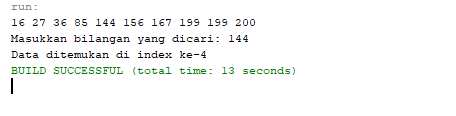 run:
16 27 36 85 144 156 167 199 199 200
Masukkan bilangan yang dicari: 144
Data ditemukan di index ke-4
BUILD SUCCESSFUL (total time: 13 seconds)